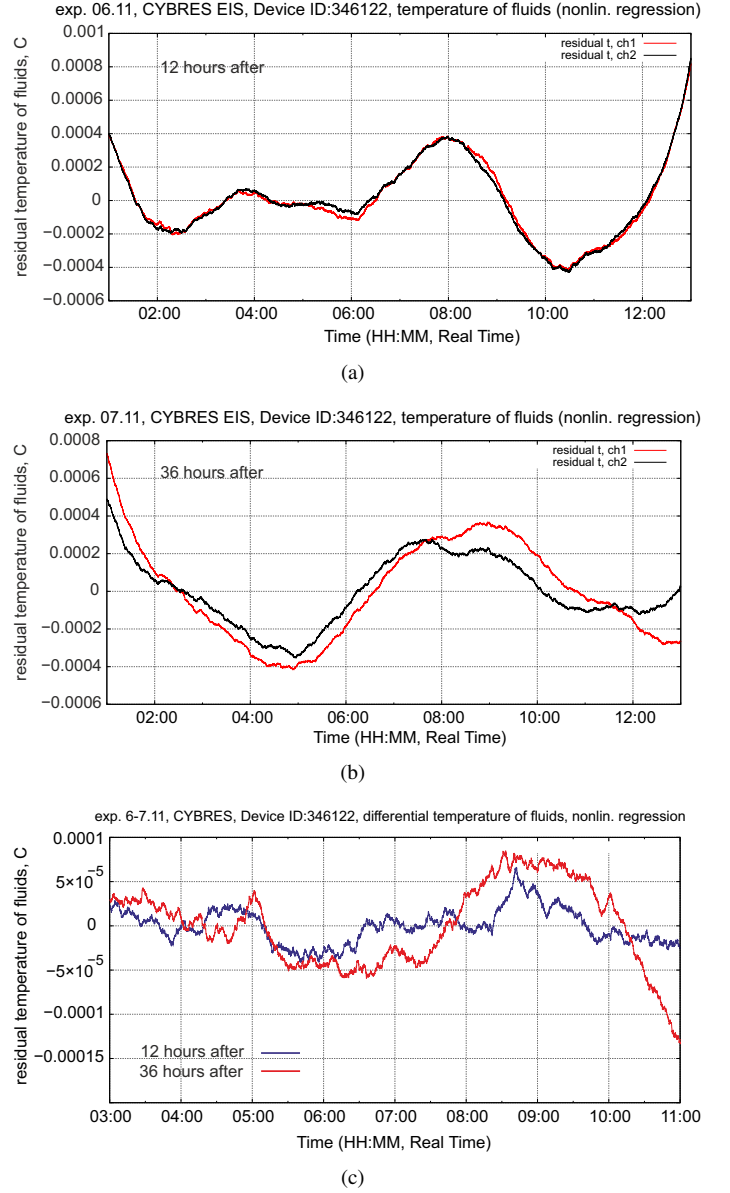 exp. 06.11, CYBRES EIS, Device ID:346122, temperature of fluids (nonlin. regression)
residual temperature of fluids, C
0.001
0.0008
0.0006
0.0004
0.0002
0
−0.0002
−0.0004
−0.0006
12 hours after
residual t, ch1
residual t, ch2
02:00 04:00 06:00 08:00 10:00 12:00
Time (HH:MM, Real Time)
(a)
exp. 07.11, CYBRES EIS, Device ID:346122, temperature of fluids (nonlin. regression)
residual temperature of fluids, C
0.0008
0.0006
0.0004
0.0002
0
−0.0002
−0.0004
−0.0006
36 hours after
residual t, ch1
residual t, ch2
02:00 04:00 06:00 08:00 10:00 12:00
Time (HH:MM, Real Time)
(b)
exp. 6-7.11, CYBRES, Device ID:346122, differential temperature of fluids, nonlin. regression
residual temperature of fluids, C
0.0001
5×10⁻⁵
0
−5×10⁻⁵
−0.0001
−0.00015
12 hours after
36 hours after
03:00 04:00 05:00 06:00 07:00 08:00 09:00 10:00 11:00
Time (HH:MM, Real Time)
(c)